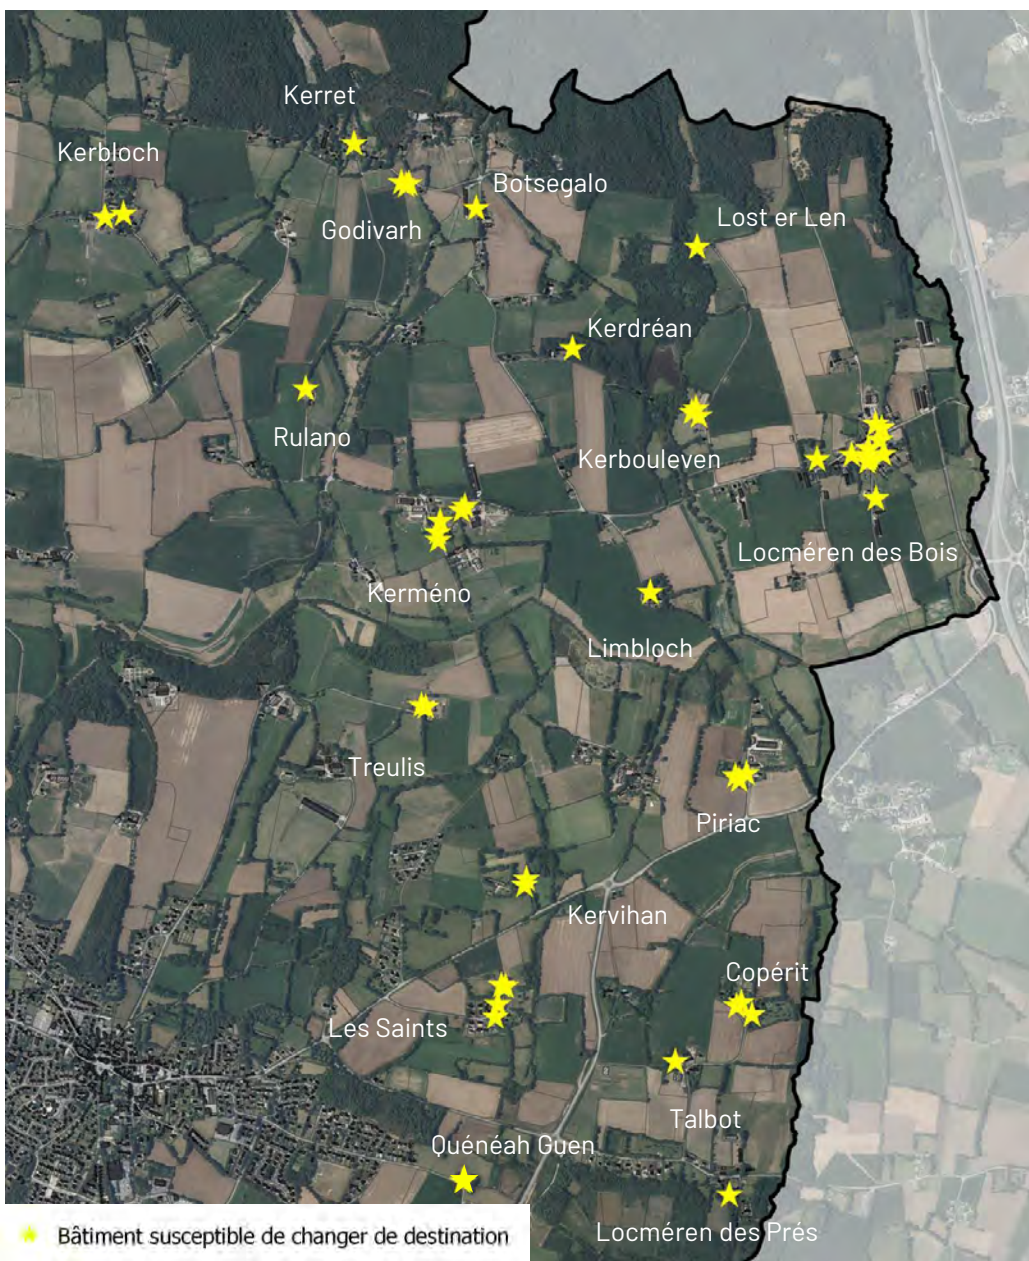 Kerret
Kerbloch
Botsegalo
Godivarh
Lost er Len
Kerdréan
Rulano
Kerbouleven
Locméren des Bois
Kerméno
Limbloch
Treulis
Piriac
Kervihan
Copérit
Les Saints
Talbot
Quénéah Guen
Locméren des Prés
Bâtiment susceptible de changer de destination